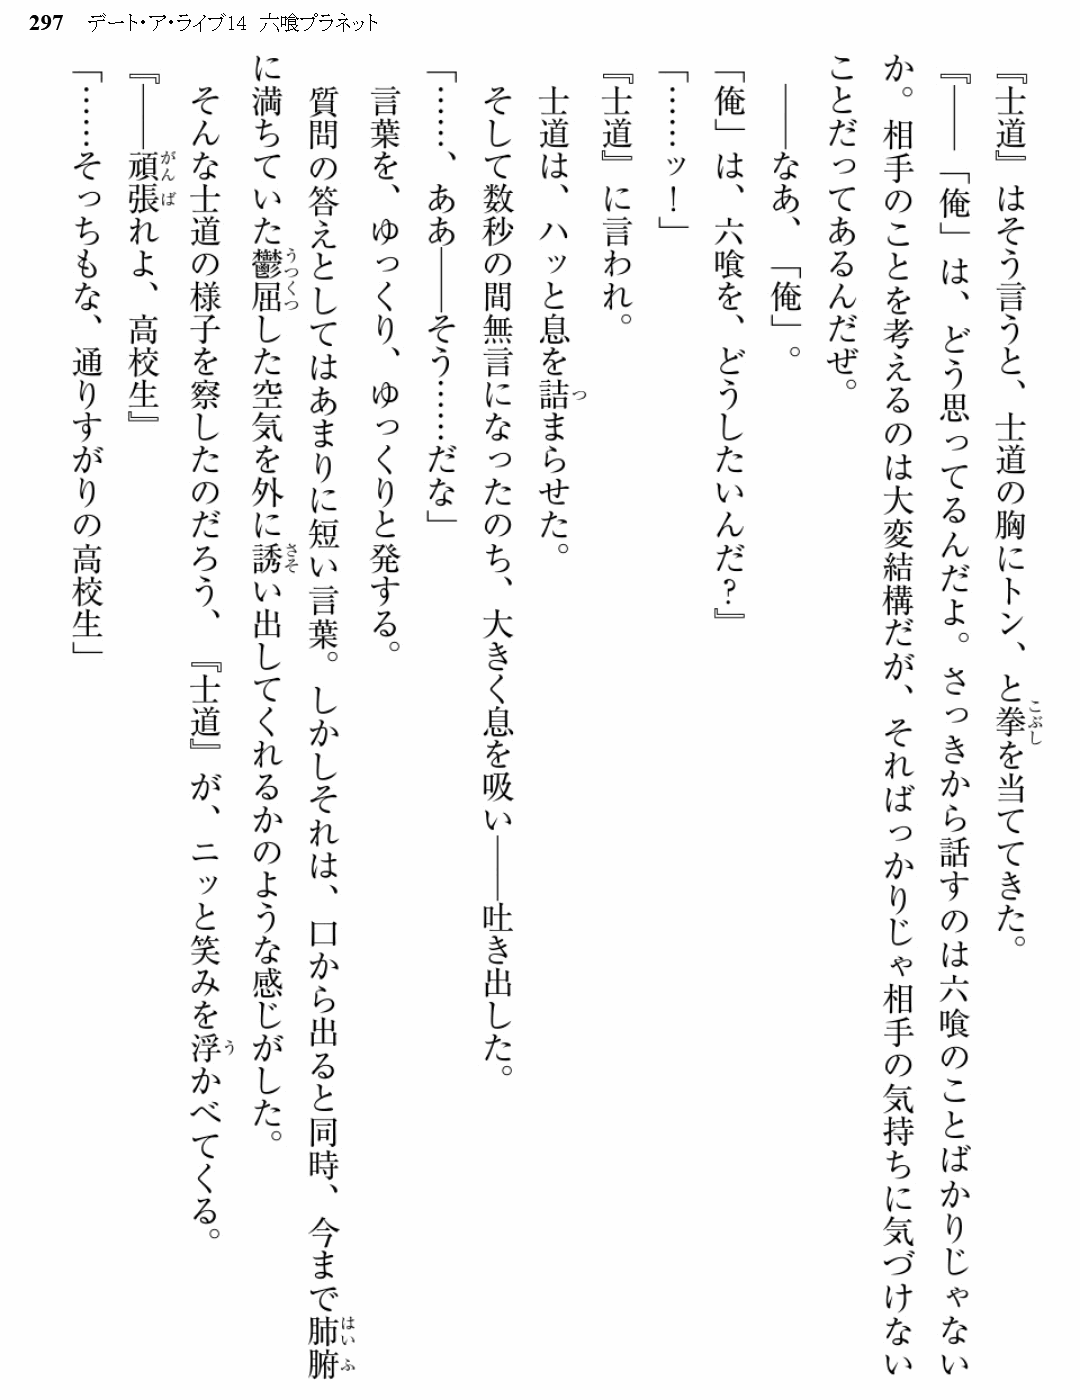 297 デート・ア・ライブ14 六喰プラネット
『士道』はそう言うと、士道の胸にトン、と拳を当ててきた。
『――「俺」は、どう思ってるんだよ。さっきから話すのは六喰のことばかりじゃない
か。相手のことを考えるのは大変結構だが、そればっかりじゃ相手の気持ちに気づけない
ことだってあるんだぜ。
――なあ、「俺」。
「俺」は、六喰を、どうしたいんだ？』
「……ッ！」
『士道』に言われ。
士道は、ハッと息を詰まらせた。
そして数秒の間無言になったのち、大きく息を吸い――吐き出した。
「……、ああ――そう……だな」
言葉を、ゆっくり、ゆっくりと発する。
質問の答えとしてはあまりに短い言葉。しかしそれは、口から出ると同時、今まで肺腑
に満ちていた鬱屈した空気を外に誘い出してくれるかのような感じがした。
そんな士道の様子を察したのだろう、『士道』が、ニッと笑みを浮かべてくる。
『――頑張れよ、高校生』
「……そっちもな、通りすがりの高校生」